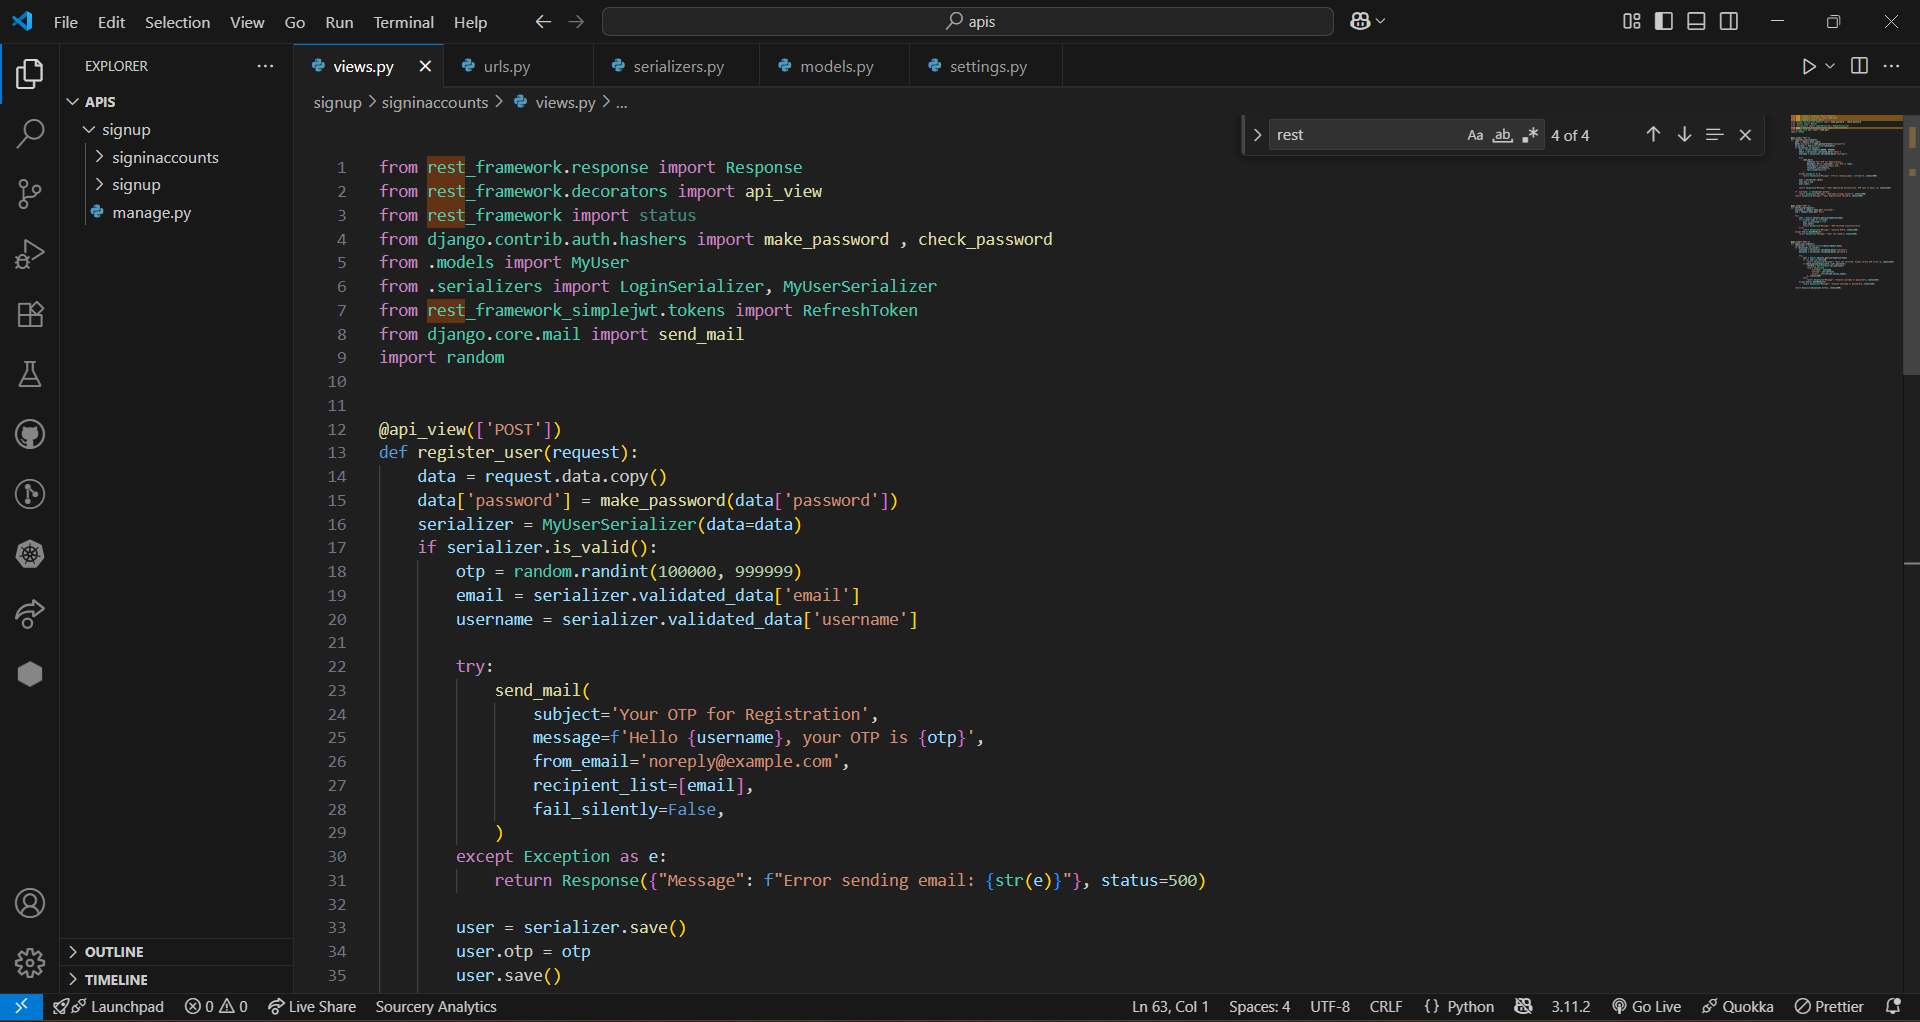 File Edit Selection View Go Run Terminal Help
apis
EXPLORER
APIS
signup
signinaccounts
signup
manage.py
OUTLINE
TIMELINE
views.py
urls.py
serializers.py
models.py
settings.py
signup > signinaccounts > views.py > ...
rest
Aa ab .* 4 of 4
1 from rest_framework.response import Response
2 from rest_framework.decorators import api_view
3 from rest_framework import status
4 from django.contrib.auth.hashers import make_password , check_password
5 from .models import MyUser
6 from .serializers import LoginSerializer, MyUserSerializer
7 from rest_framework_simplejwt.tokens import RefreshToken
8 from django.core.mail import send_mail
9 import random
10
11
12 @api_view(['POST'])
13 def register_user(request):
14     data = request.data.copy()
15     data['password'] = make_password(data['password'])
16     serializer = MyUserSerializer(data=data)
17     if serializer.is_valid():
18         otp = random.randint(100000, 999999)
19         email = serializer.validated_data['email']
20         username = serializer.validated_data['username']
21
22         try:
23             send_mail(
24                 subject='Your OTP for Registration',
25                 message=f'Hello {username}, your OTP is {otp}',
26                 from_email='noreply@example.com',
27                 recipient_list=[email],
28                 fail_silently=False,
29             )
30         except Exception as e:
31             return Response({"Message": f"Error sending email: {str(e)}"}, status=500)
32
33         user = serializer.save()
34         user.otp = otp
35         user.save()
Launchpad 0 0 Live Share Sourcery Analytics
Ln 63, Col 1 Spaces: 4 UTF-8 CRLF {} Python 3.11.2 Go Live Quokka Prettier